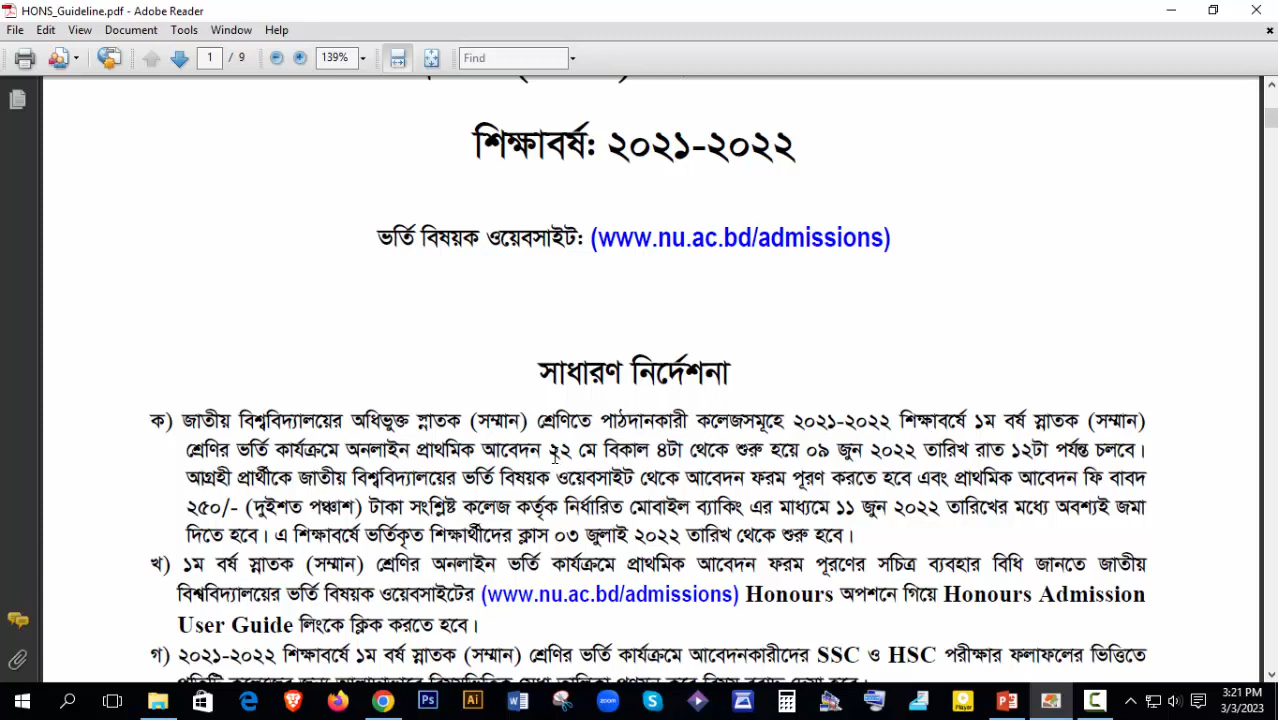 HONS_Guideline.pdf - Adobe Reader
File Edit View Document Tools Window Help
1 / 9 139% Find
শিক্ষাবর্ষ: ২০২১-২০২২
ভর্তি বিষয়ক ওয়েবসাইট: (www.nu.ac.bd/admissions)
সাধারণ নির্দেশনা
ক) জাতীয় বিশ্ববিদ্যালয়ের অধিভুক্ত স্নাতক (সম্মান) শ্রেণিতে পাঠদানকারী কলেজসমূহে ২০২১-২০২২ শিক্ষাবর্ষে ১ম বর্ষ স্নাতক (সম্মান)
শ্রেণির ভর্তি কার্যক্রমে অনলাইন প্রাথমিক আবেদন ২২ মে বিকাল ৪টা থেকে শুরু হয়ে ০৯ জুন ২০২২ তারিখ রাত ১২টা পর্যন্ত চলবে।
আগ্রহী প্রার্থীকে জাতীয় বিশ্ববিদ্যালয়ের ভর্তি বিষয়ক ওয়েবসাইট থেকে আবেদন ফরম পূরণ করতে হবে এবং প্রাথমিক আবেদন ফি বাবদ
২৫০/- (দুইশত পঞ্চাশ) টাকা সংশ্লিষ্ট কলেজ কর্তৃক নির্ধারিত মোবাইল ব্যাকিং এর মাধ্যমে ১১ জুন ২০২২ তারিখের মধ্যে অবশ্যই জমা
দিতে হবে। এ শিক্ষাবর্ষে ভর্তিকৃত শিক্ষার্থীদের ক্লাস ০৩ জুলাই ২০২২ তারিখ থেকে শুরু হবে।
খ) ১ম বর্ষ স্নাতক (সম্মান) শ্রেণির অনলাইন ভর্তি কার্যক্রমে প্রাথমিক আবেদন ফরম পূরণের সচিত্র ব্যবহার বিধি জানতে জাতীয়
বিশ্ববিদ্যালয়ের ভর্তি বিষয়ক ওয়েবসাইটের (www.nu.ac.bd/admissions) Honours অপশনে গিয়ে Honours Admission
User Guide লিংকে ক্লিক করতে হবে।
গ) ২০২১-২০২২ শিক্ষাবর্ষে ১ম বর্ষ স্নাতক (সম্মান) শ্রেণির ভর্তি কার্যক্রমে আবেদনকারীদের SSC ও HSC পরীক্ষার ফলাফলের ভিত্তিতে
3:21 PM
3/3/2023